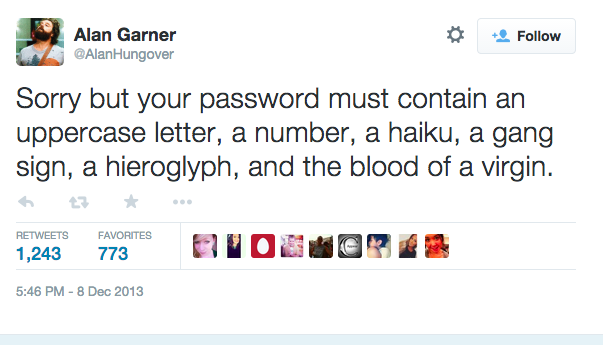 Alan Garner
@AlanHungover
Follow
Sorry but your password must contain an
uppercase letter, a number, a haiku, a gang
sign, a hieroglyph, and the blood of a virgin.
RETWEETS FAVORITES
1,243 773
5:46 PM - 8 Dec 2013